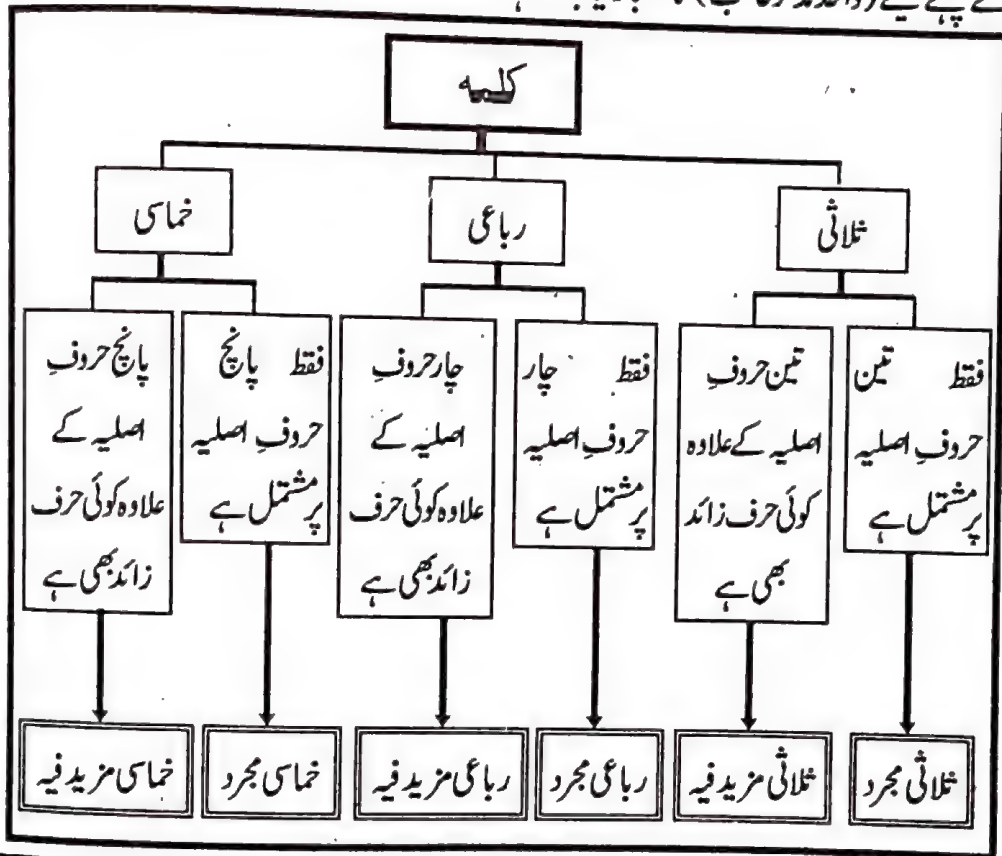 کلمہ
ثلاثی
رباعی
خماسی
فقط تین
حروفِ اصلیہ
پر مشتمل ہے
تین حروفِ
اصلیہ کے علاوہ
کوئی حرف زائد
بھی ہے
فقط چار
حروفِ اصلیہ
پر مشتمل ہے
چار حروفِ
اصلیہ کے
علاوہ کوئی حرف
زائد بھی ہے
فقط پانچ
حروفِ اصلیہ
پر مشتمل ہے
پانچ حروفِ
اصلیہ کے
علاوہ کوئی حرف
زائد بھی ہے
ثلاثی مجرد
ثلاثی مزید فیہ
رباعی مجرد
رباعی مزید فیہ
خماسی مجرد
خماسی مزید فیہ